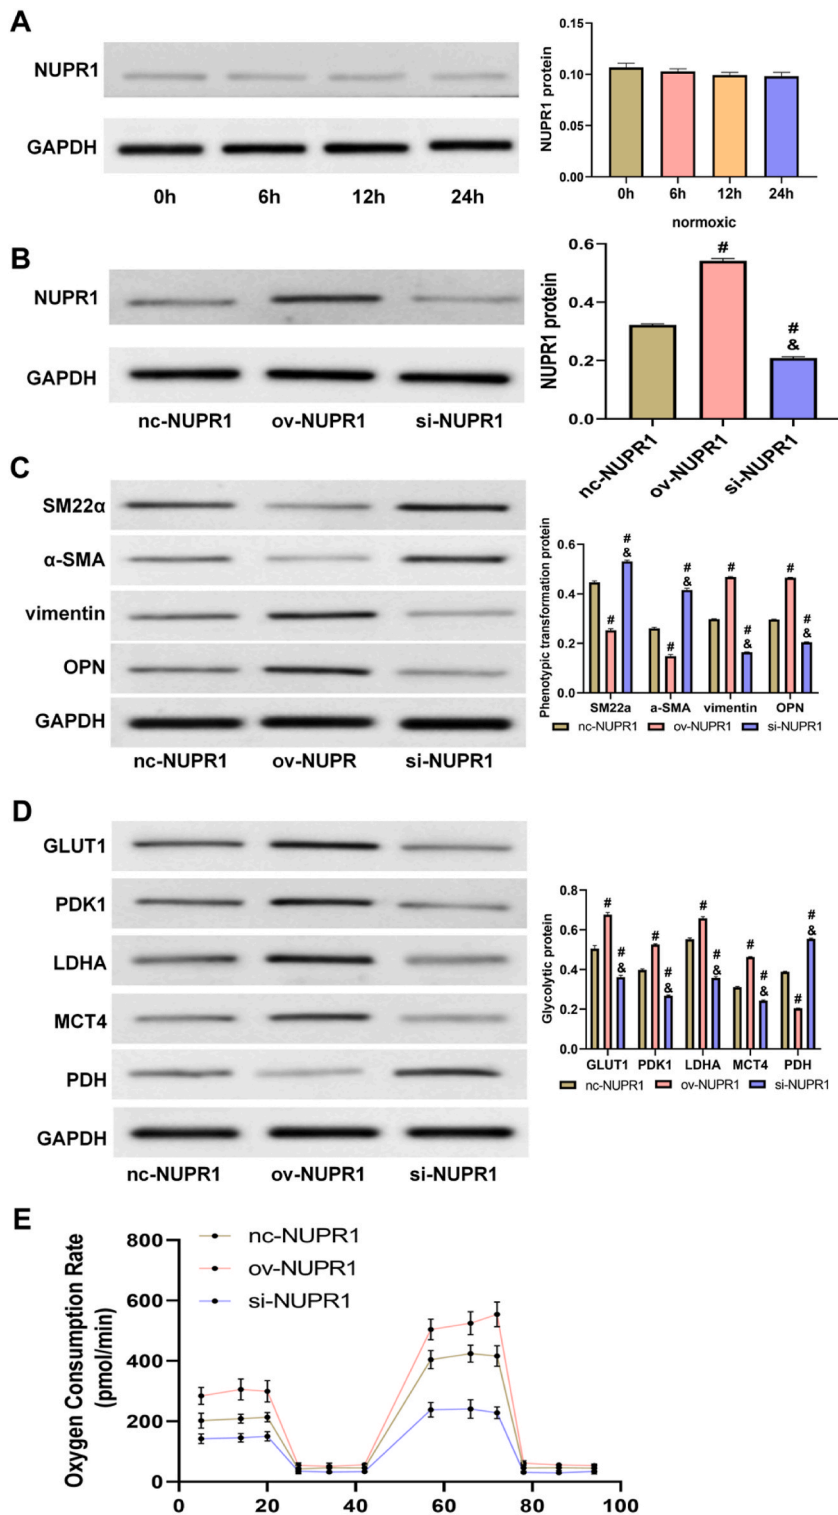 A
NUPR1
GAPDH
0h 6h 12h 24h
NUPR1 protein
0.15
0.10
0.05
0.00
0h 6h 12h 24h
normoxic
B
NUPR1
GAPDH
nc-NUPR1 ov-NUPR1 si-NUPR1
NUPR1 protein
0.6
0.4
0.2
0.0
#
#
&
nc-NUPR1 ov-NUPR1 si-NUPR1
C
SM22α
α-SMA
vimentin
OPN
GAPDH
nc-NUPR1 ov-NUPR si-NUPR1
Phenotypic transformation protein
0.6
0.4
0.2
0.0
# # & # # & # # & # # &
SM22a a-SMA vimentin OPN
nc-NUPR1 ov-NUPR1 si-NUPR1
D
GLUT1
PDK1
LDHA
MCT4
PDH
GAPDH
nc-NUPR1 ov-NUPR1 si-NUPR1
Glycolytic protein
0.8
0.6
0.4
0.2
0.0
# # & # # & # # & # # & # # &
GLUT1 PDK1 LDHA MCT4 PDH
nc-NUPR1 ov-NUPR1 si-NUPR1
E
Oxygen Consumption Rate
(pmol/min)
800
600
400
200
0
nc-NUPR1
ov-NUPR1
si-NUPR1
0 20 40 60 80 100